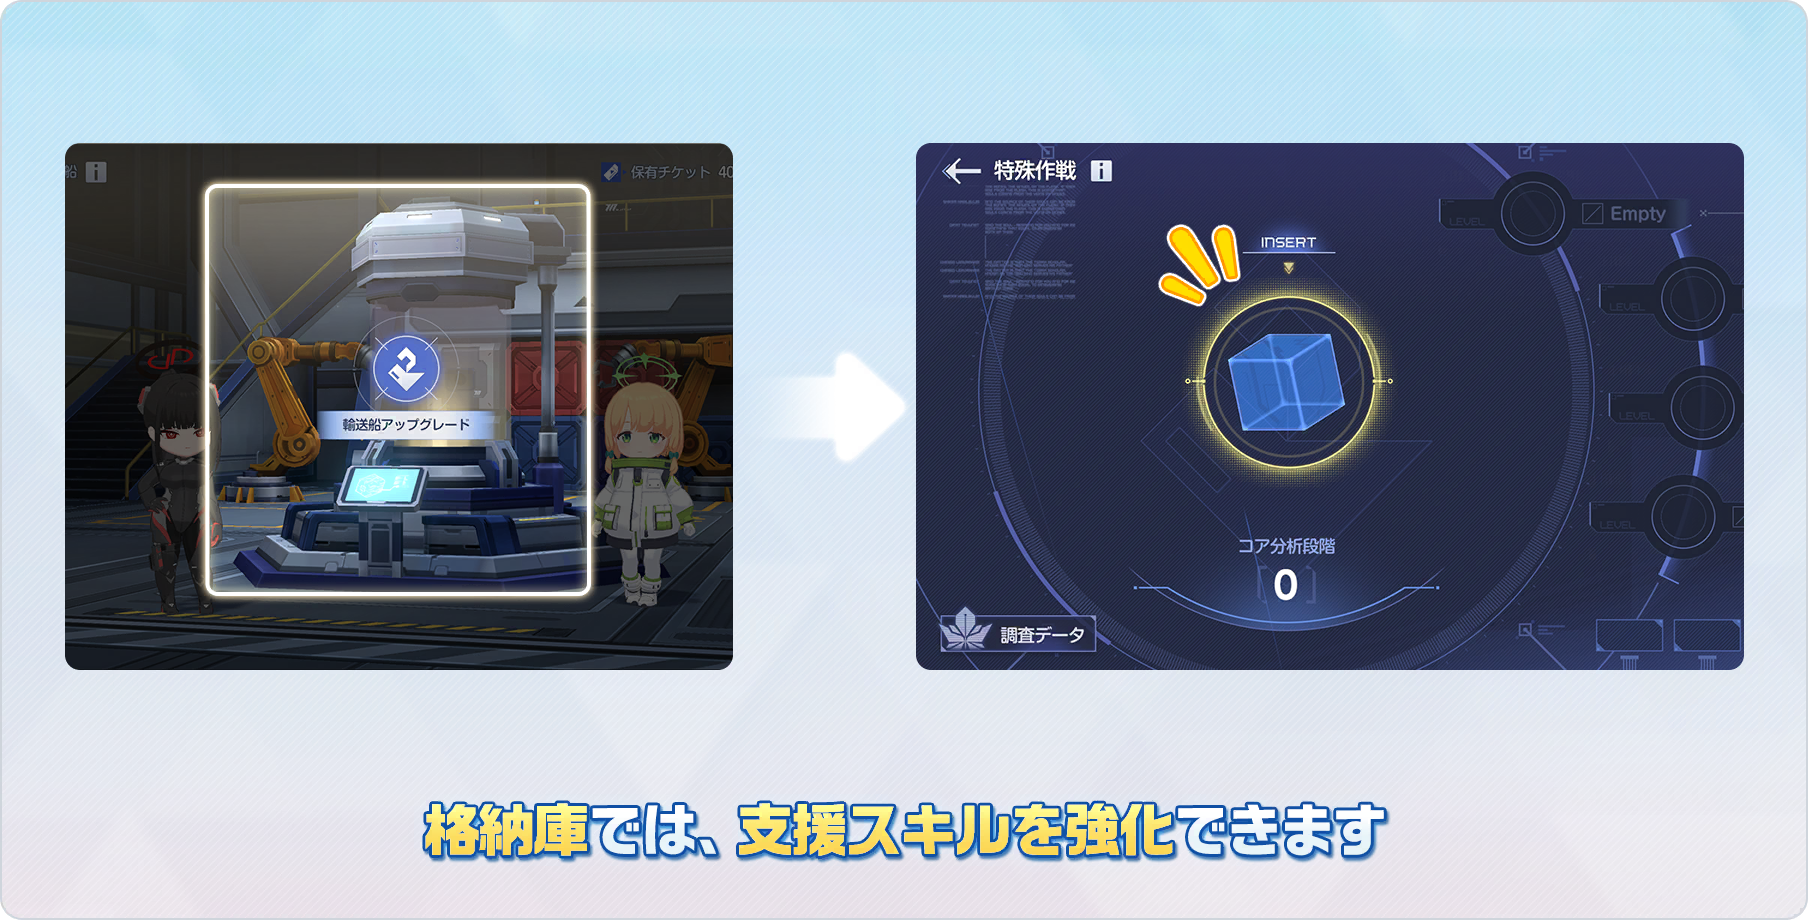 船
保有チケット 40
輸送船アップグレード
特殊作戦
INSERT
コア分析段階
0
調査データ
LEVEL
Empty
LEVEL
LEVEL
LEVEL
格納庫では、支援スキルを強化できます